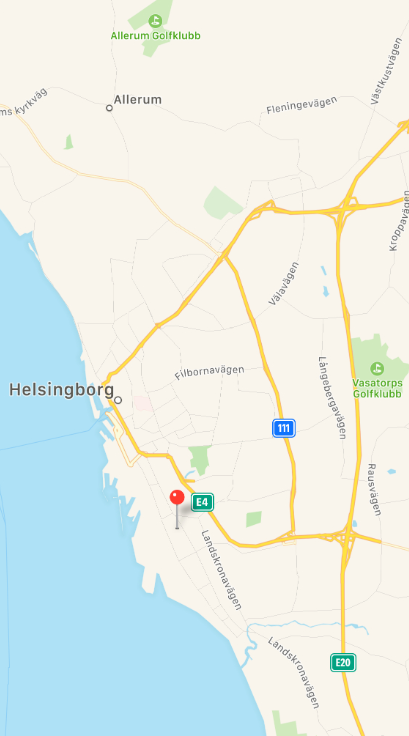 Allerum Golfklubb
Allerum
ms kyrkväg
Fleningevägen
Västkustvägen
Kroppavägen
Välavägen
Filbornavägen
Helsingborg
Långebergavägen
Vasatorps
Golfklubb
111
Rausvägen
E4
Landskronavägen
Landskronavägen
E20